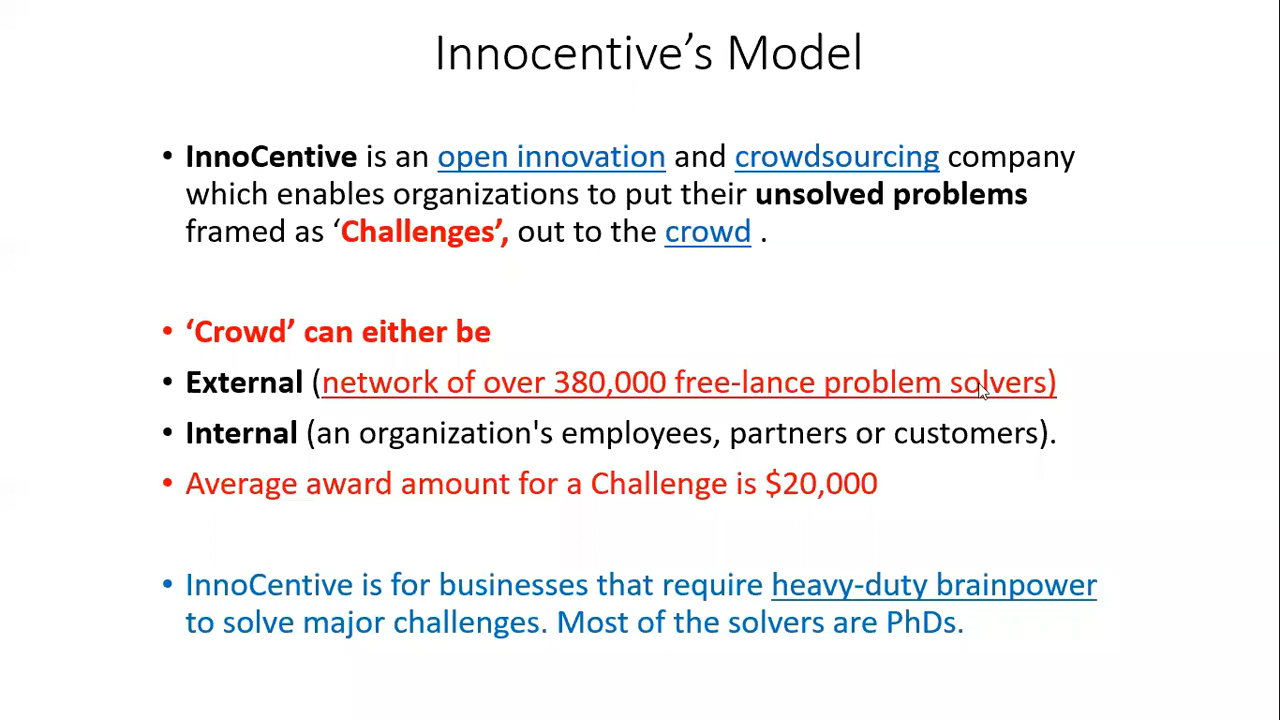 Innocentive’s Model
• InnoCentive is an open innovation and crowdsourcing company
which enables organizations to put their unsolved problems
framed as ‘Challenges’, out to the crowd .
• ‘Crowd’ can either be
• External (network of over 380,000 free-lance problem solvers)
• Internal (an organization's employees, partners or customers).
• Average award amount for a Challenge is $20,000
• InnoCentive is for businesses that require heavy-duty brainpower
to solve major challenges. Most of the solvers are PhDs.